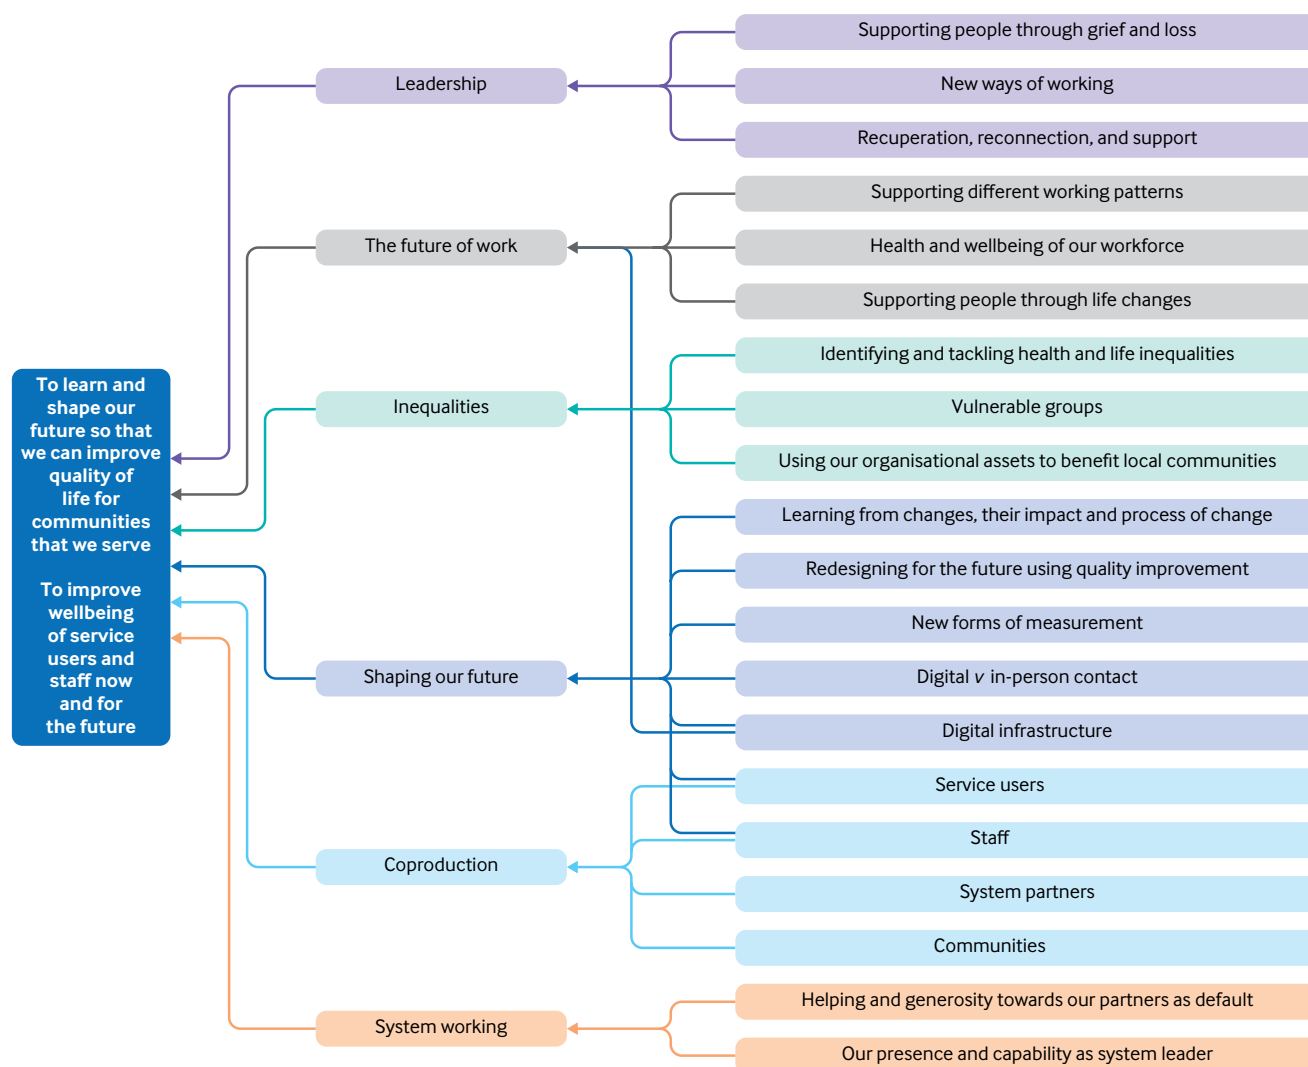 Supporting people through grief and loss
Leadership
New ways of working
Recuperation, reconnection, and support
Supporting different working patterns
The future of work
Health and wellbeing of our workforce
Supporting people through life changes
Identifying and tackling health and life inequalities
Inequalities
Vulnerable groups
Using our organisational assets to benefit local communities
To learn and
shape our
future so that
we can improve
quality of
life for
communities
that we serve
To improve
wellbeing
of service
users and
staff now
and for
the future
Learning from changes, their impact and process of change
Redesigning for the future using quality improvement
New forms of measurement
Shaping our future
Digital v in-person contact
Digital infrastructure
Service users
Staff
Coproduction
System partners
Communities
Helping and generosity towards our partners as default
System working
Our presence and capability as system leader